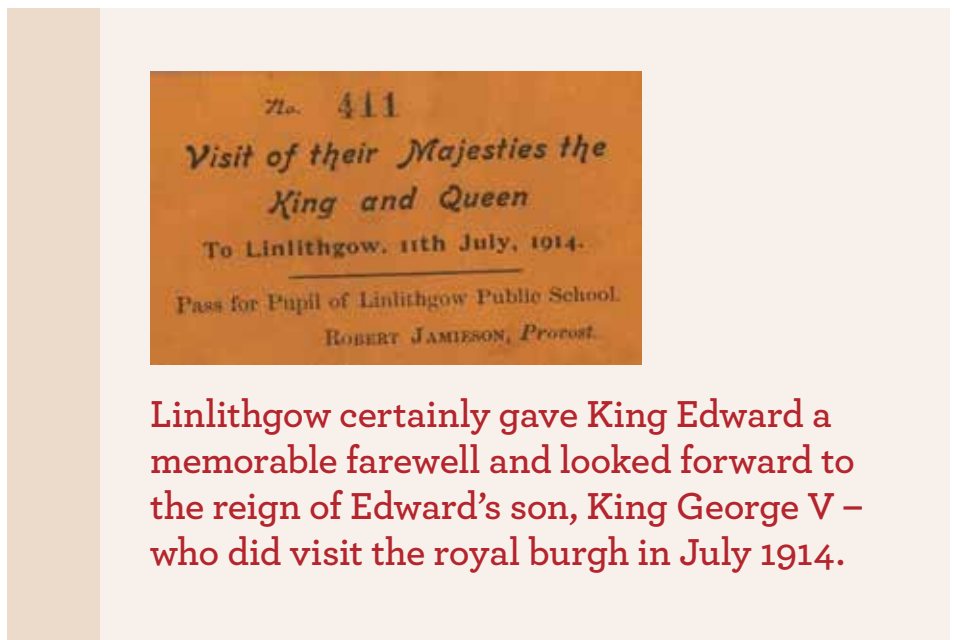 No. 411
Visit of their Majesties the
King and Queen
To Linlithgow, 11th July, 1914.
Pass for Pupil of Linlithgow Public School.
ROBERT JAMIESON, Provost.
Linlithgow certainly gave King Edward a
memorable farewell and looked forward to
the reign of Edward’s son, King George V –
who did visit the royal burgh in July 1914.